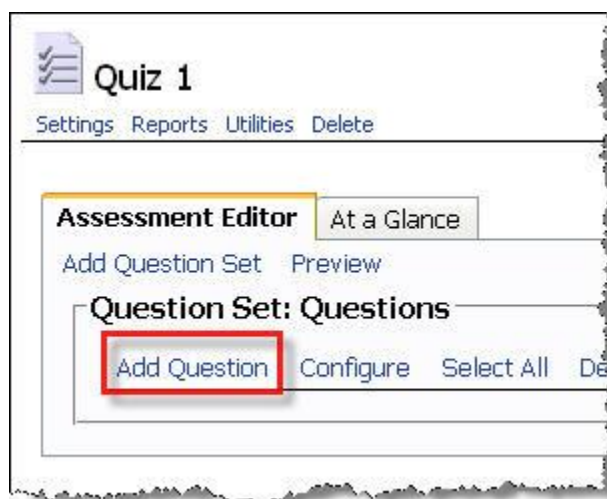 Quiz 1
Settings Reports Utilities Delete
Assessment Editor At a Glance
Add Question Set Preview
Question Set: Questions
Add Question Configure Select All